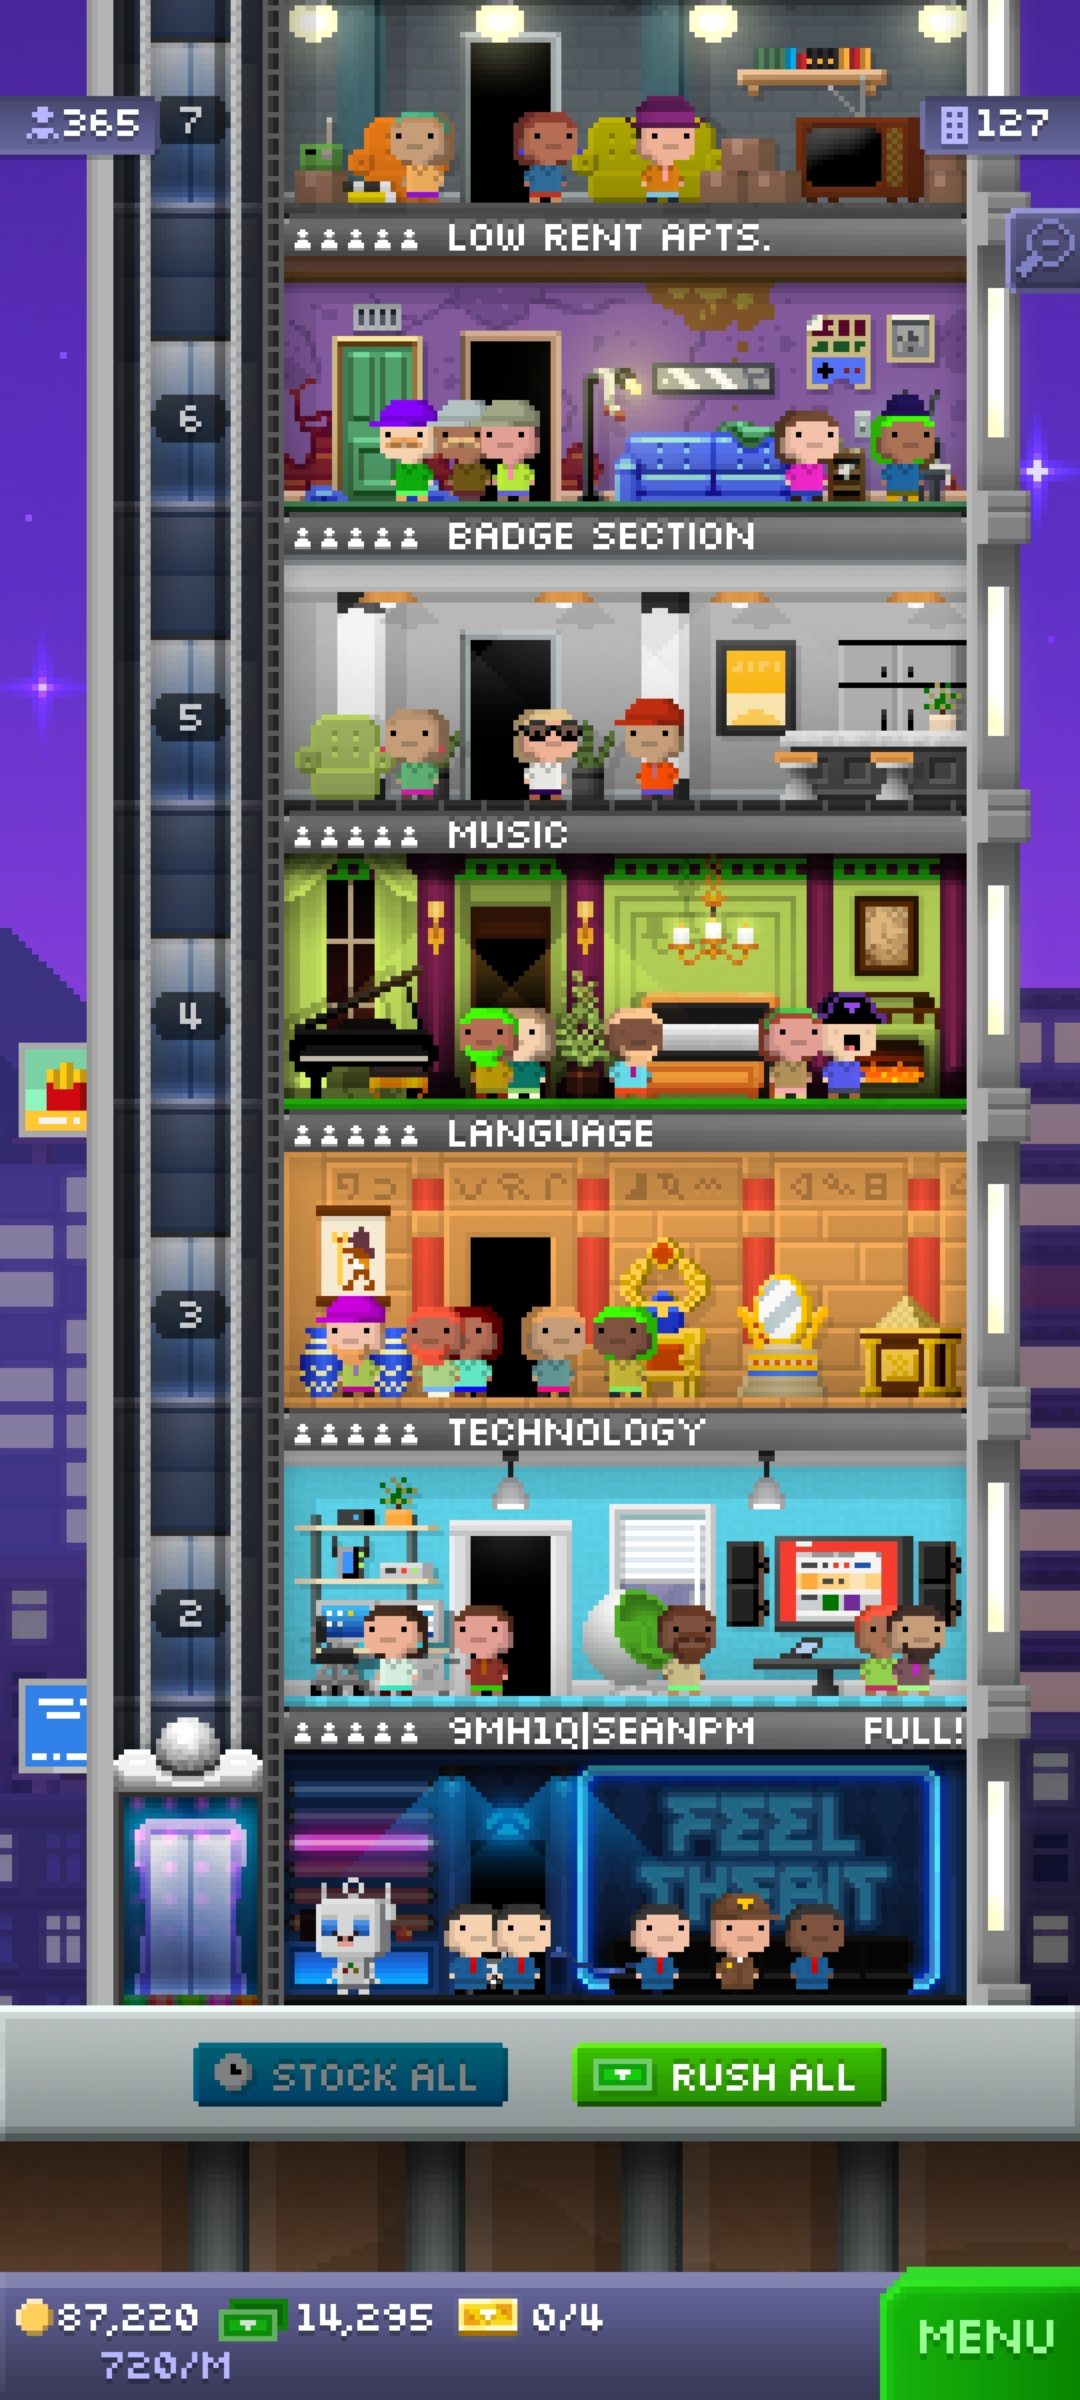 7
365
127
LOW RENT APTS.
6
BADGE SECTION
5
MUSIC
4
LANGUAGE
3
TECHNOLOGY
2
9MH1Q|SEANPM FULL!
FEEL
THE BIT
STOCK ALL
RUSH ALL
87,220 14,295 0/4
720/M
MENU